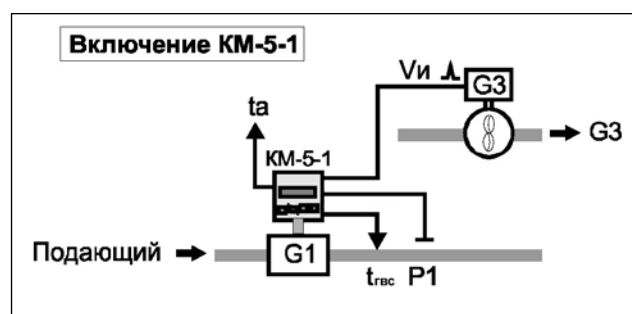 Включение КМ-5-1
Vи
G3
ta
G3
КМ-5-1
Подающий
G1
tгвс P1